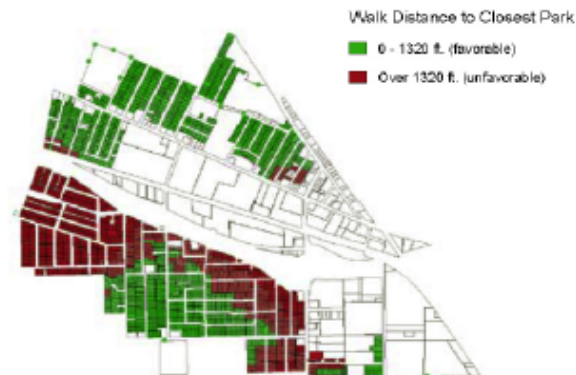 Walk Distance to Closest Park
0 - 1320 ft. (favorable)
Over 1320 ft. (unfavorable)